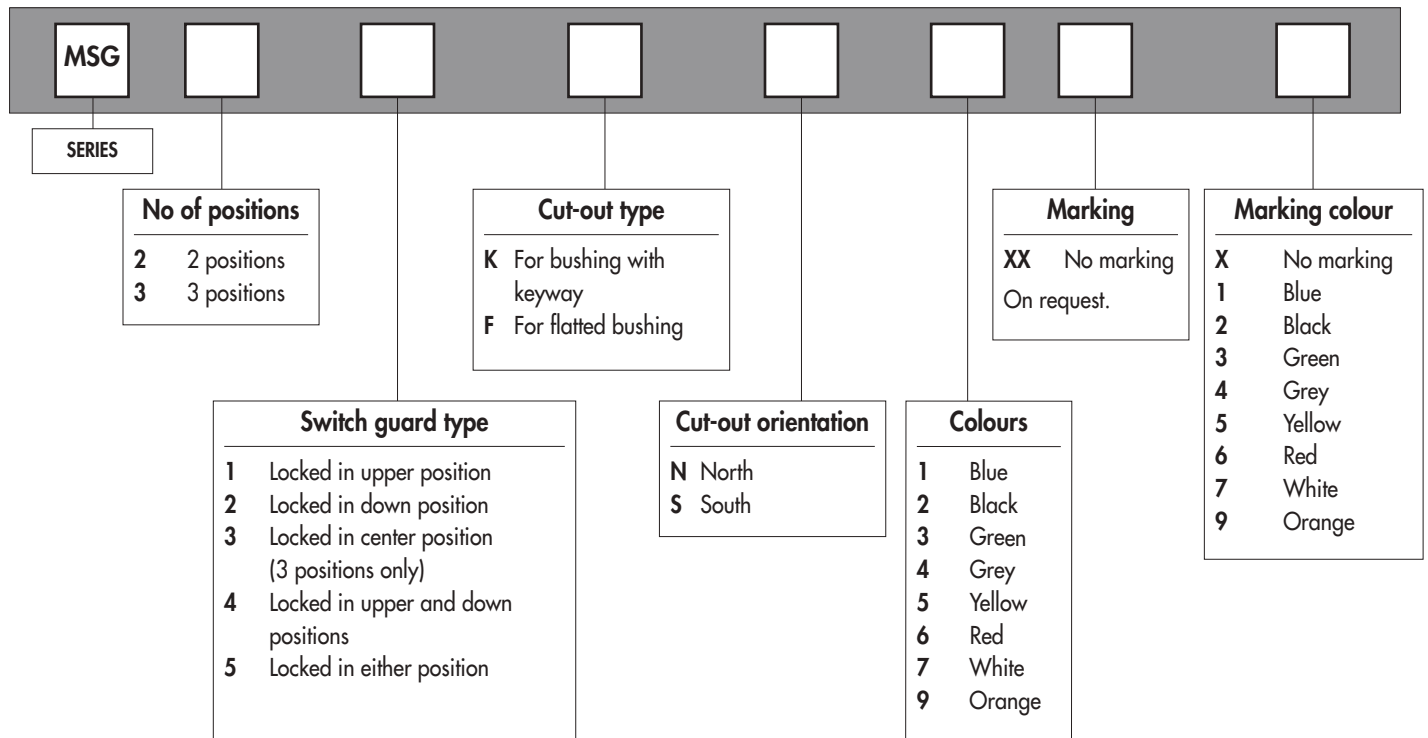 MSG
SERIES
No of positions
2 2 positions
3 3 positions
Cut-out type
K For bushing with
keyway
F For flatted bushing
Marking
XX No marking
On request.
Marking colour
X No marking
1 Blue
2 Black
3 Green
4 Grey
5 Yellow
6 Red
7 White
9 Orange
Switch guard type
1 Locked in upper position
2 Locked in down position
3 Locked in center position
(3 positions only)
4 Locked in upper and down
positions
5 Locked in either position
Cut-out orientation
N North
S South
Colours
1 Blue
2 Black
3 Green
4 Grey
5 Yellow
6 Red
7 White
9 Orange